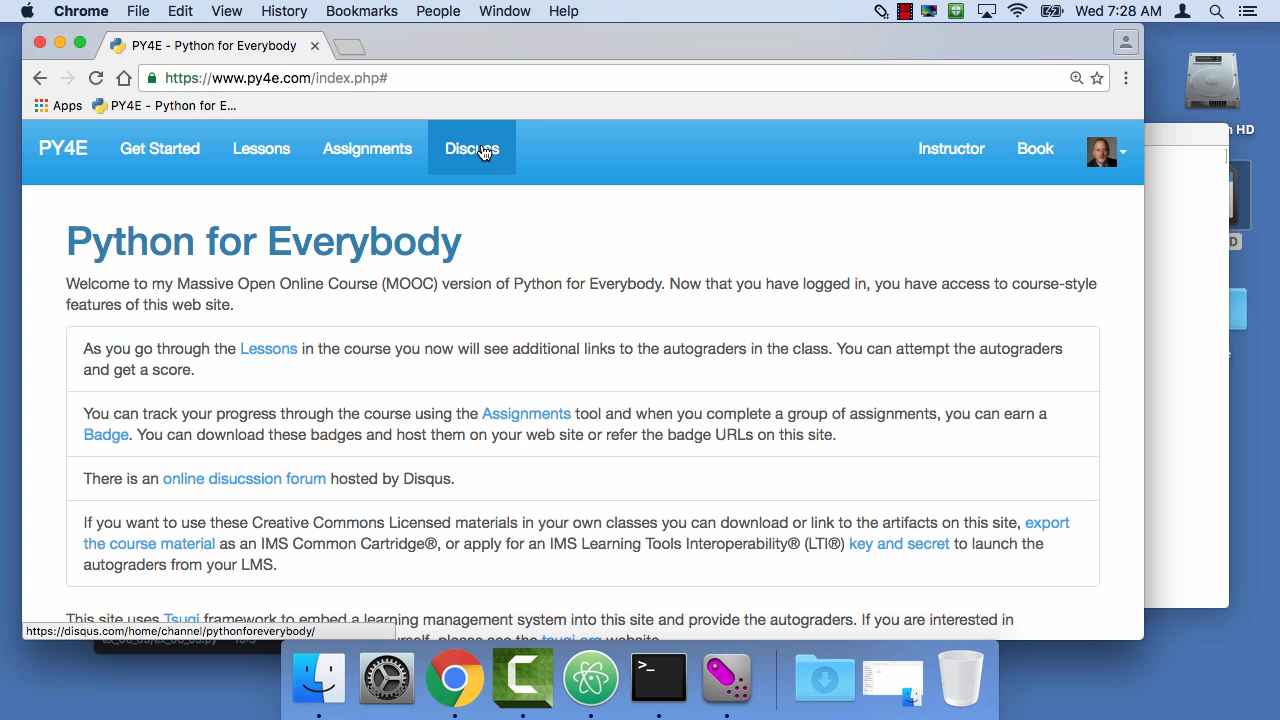 Chrome File Edit View History Bookmarks People Window Help Wed 7:28 AM
PY4E - Python for Everybody
https://www.py4e.com/index.php#
Apps PY4E - Python for E...
PY4E Get Started Lessons Assignments Discuss Instructor Book
Python for Everybody
Welcome to my Massive Open Online Course (MOOC) version of Python for Everybody. Now that you have logged in, you have access to course-style
features of this web site.
As you go through the Lessons in the course you now will see additional links to the autograders in the class. You can attempt the autograders
and get a score.
You can track your progress through the course using the Assignments tool and when you complete a group of assignments, you can earn a
Badge. You can download these badges and host them on your web site or refer the badge URLs on this site.
There is an online disucssion forum hosted by Disqus.
If you want to use these Creative Commons Licensed materials in your own classes you can download or link to the artifacts on this site, export
the course material as an IMS Common Cartridge®, or apply for an IMS Learning Tools Interoperability® (LTI®) key and secret to launch the
autograders from your LMS.
This site uses Tsugi framework to embed a learning management system into this site and provide the autograders. If you are interested in
https://disqus.com/home/channel/pythonforeverybody/
please see the tsugi.org website.
HD